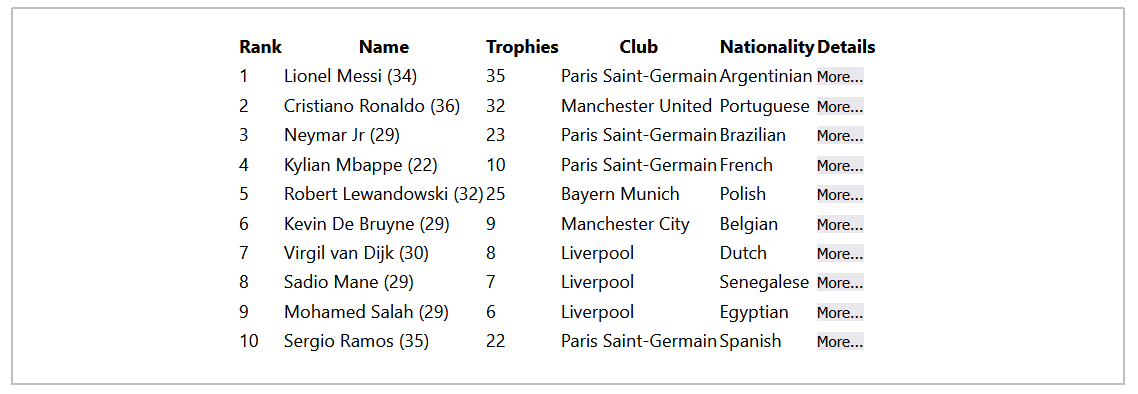 Rank Name Trophies Club Nationality Details
1 Lionel Messi (34) 35 Paris Saint-Germain Argentinian More...
2 Cristiano Ronaldo (36) 32 Manchester United Portuguese More...
3 Neymar Jr (29) 23 Paris Saint-Germain Brazilian More...
4 Kylian Mbappe (22) 10 Paris Saint-Germain French More...
5 Robert Lewandowski (32) 25 Bayern Munich Polish More...
6 Kevin De Bruyne (29) 9 Manchester City Belgian More...
7 Virgil van Dijk (30) 8 Liverpool Dutch More...
8 Sadio Mane (29) 7 Liverpool Senegalese More...
9 Mohamed Salah (29) 6 Liverpool Egyptian More...
10 Sergio Ramos (35) 22 Paris Saint-Germain Spanish More...